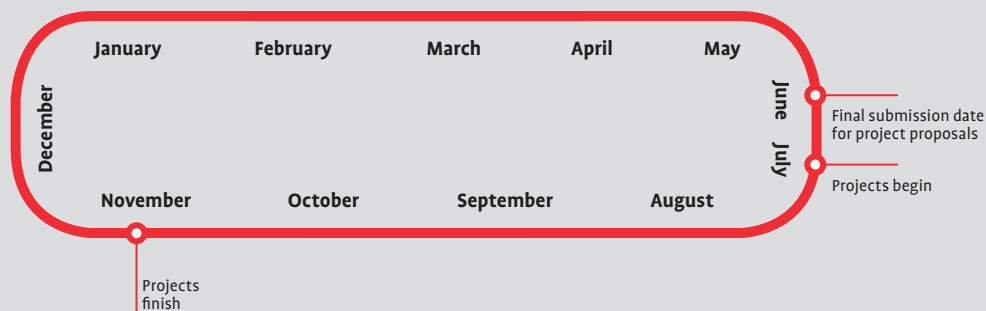 January
February
March
April
May
June
Final submission date
for project proposals
July
Projects begin
August
September
October
November
December
Projects
finish